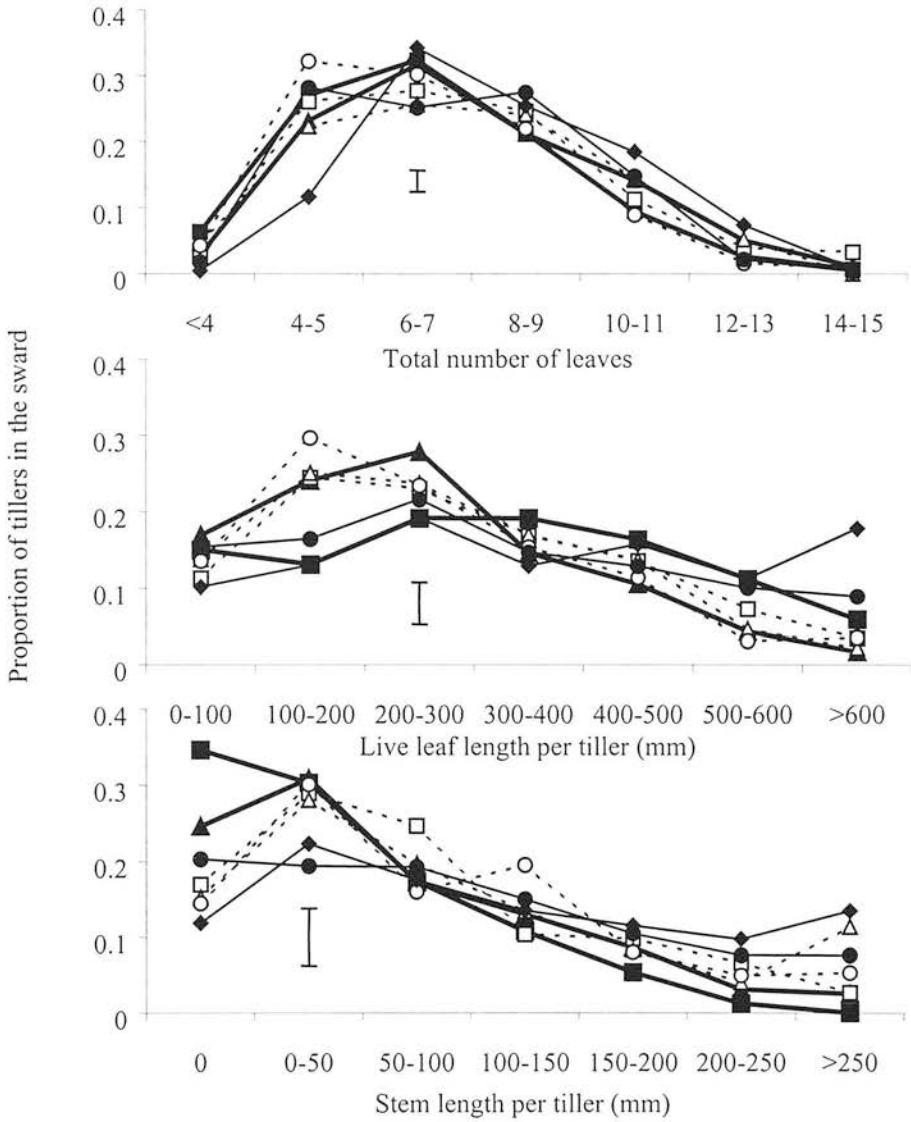 Proportion of tillers in the sward
0.4
0.3
0.2
0.1
0
<4 4-5 6-7 8-9 10-11 12-13 14-15
Total number of leaves
0.4
0.3
0.2
0.1
0
0-100 100-200 200-300 300-400 400-500 500-600 >600
Live leaf length per tiller (mm)
0.4
0.3
0.2
0.1
0
0 0-50 50-100 100-150 150-200 200-250 >250
Stem length per tiller (mm)